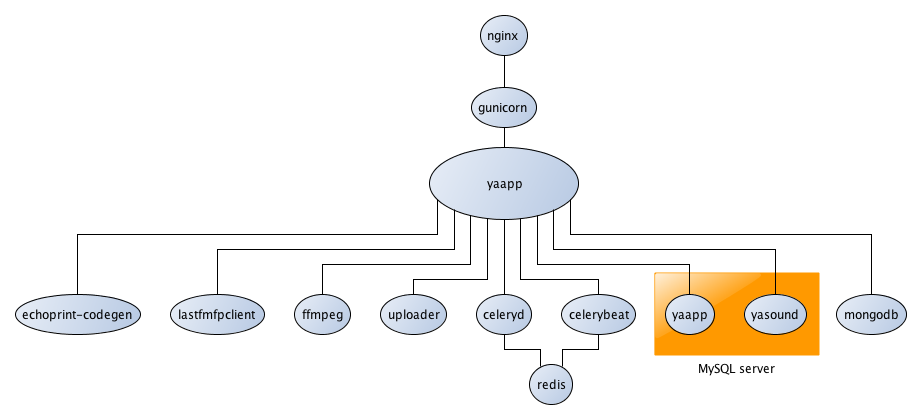 nginx
gunicorn
yaapp
echoprint-codegen
lastfmfpclient
ffmpeg
uploader
celeryd
celerybeat
yaapp
yasound
mongodb
MySQL server
redis